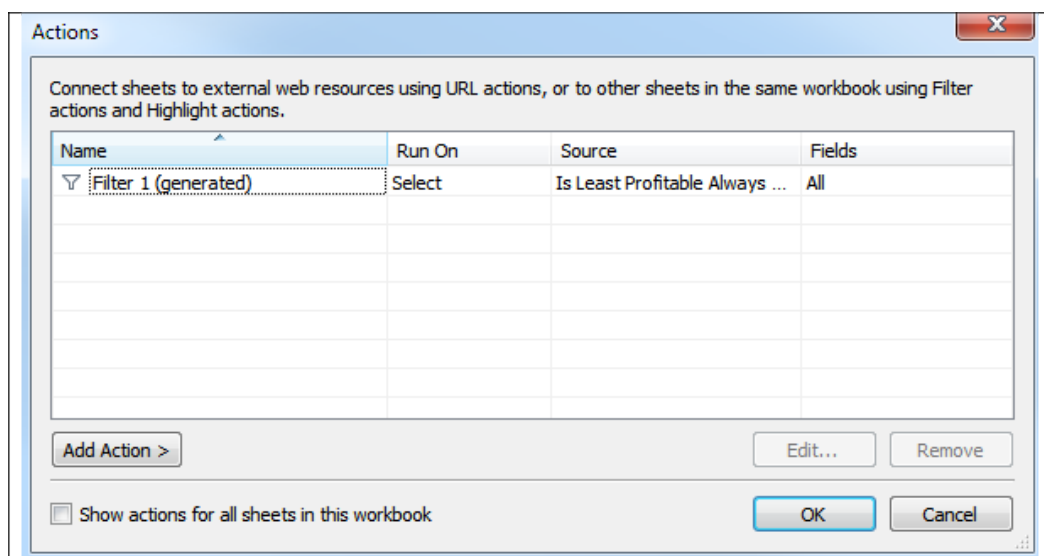 Actions
X
Connect sheets to external web resources using URL actions, or to other sheets in the same workbook using Filter
actions and Highlight actions.
Name Run On Source Fields
Filter 1 (generated) Select Is Least Profitable Always ... All
Add Action > Edit... Remove
Show actions for all sheets in this workbook OK Cancel